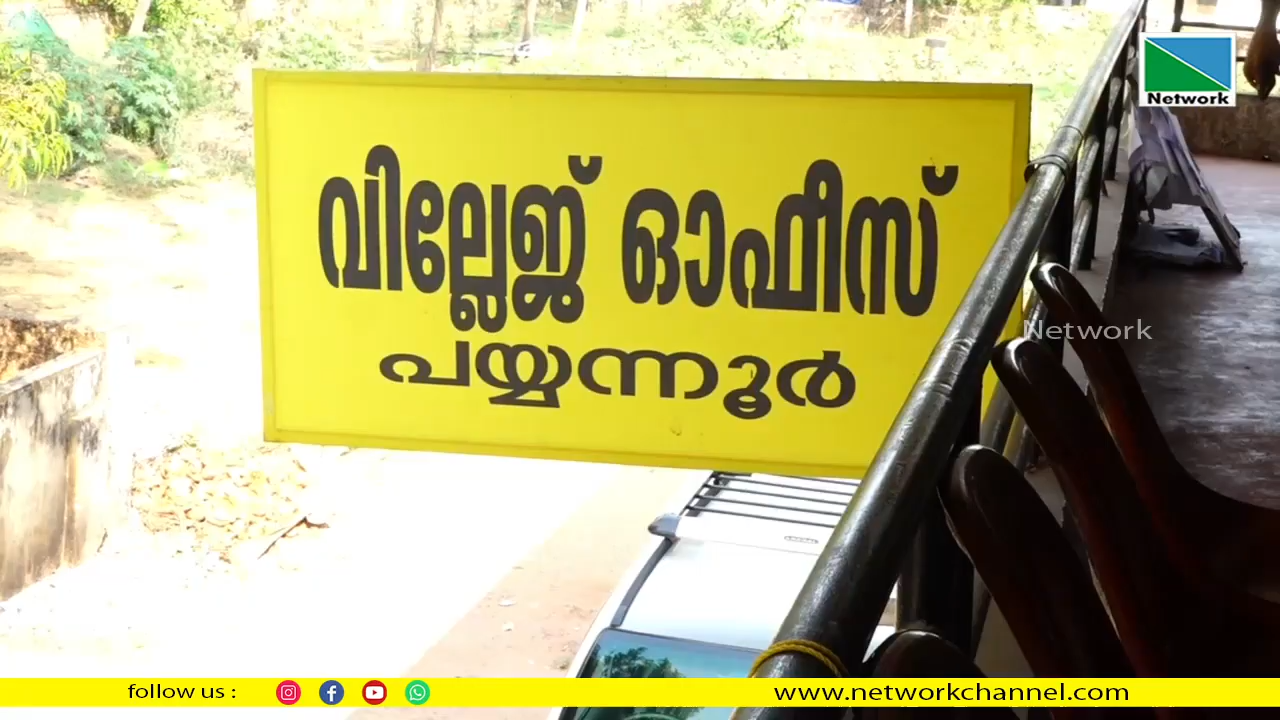 Network
വില്ലേജ് ഓഫീസ്
പയ്യന്നൂർ
Network
follow us :
www.networkchannel.com